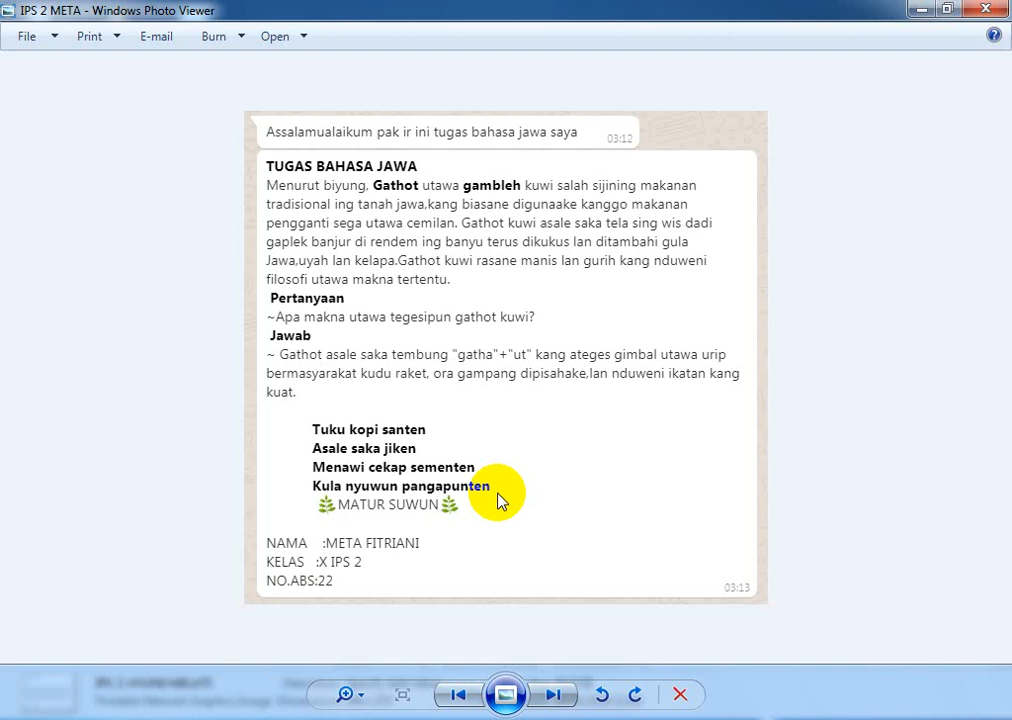 IPS 2 META - Windows Photo Viewer
File Print E-mail Burn Open
Assalamualaikum pak ir ini tugas bahasa jawa saya 03:12
TUGAS BAHASA JAWA
Menurut biyung, Gathot utawa gambleh kuwi salah sijining makanan
tradisional ing tanah jawa,kang biasane digunaake kanggo makanan
pengganti sega utawa cemilan. Gathot kuwi asale saka tela sing wis dadi
gaplek banjur di rendem ing banyu terus dikukus lan ditambahi gula
Jawa,uyah lan kelapa.Gathot kuwi rasane manis lan gurih kang nduweni
filosofi utawa makna tertentu.
Pertanyaan
~Apa makna utawa tegesipun gathot kuwi?
Jawab
~ Gathot asale saka tembung "gatha"+"ut" kang ateges gimbal utawa urip
bermasyarakat kudu raket, ora gampang dipisahake,lan nduweni ikatan kang
kuat.
Tuku kopi santen
Asale saka jiken
Menawi cekap sementen
Kula nyuwun pangapunten
MATUR SUWUN
NAMA :META FITRIANI
KELAS :X IPS 2
NO.ABS:22
03:13